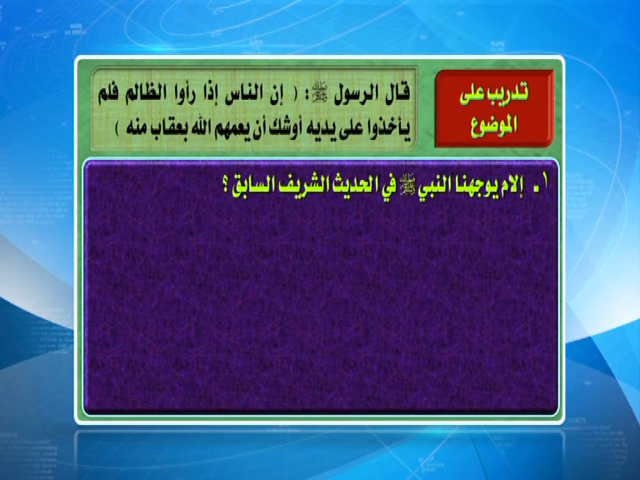 تدريب على
الموضوع
قال الرسول ﷺ : ( إن الناس إذا رأوا الظالم فلم
يأخذوا على يديه أوشك أن يعمهم الله بعقاب منه )
١- إلام يوجهنا النبي ﷺ في الحديث الشريف السابق ؟